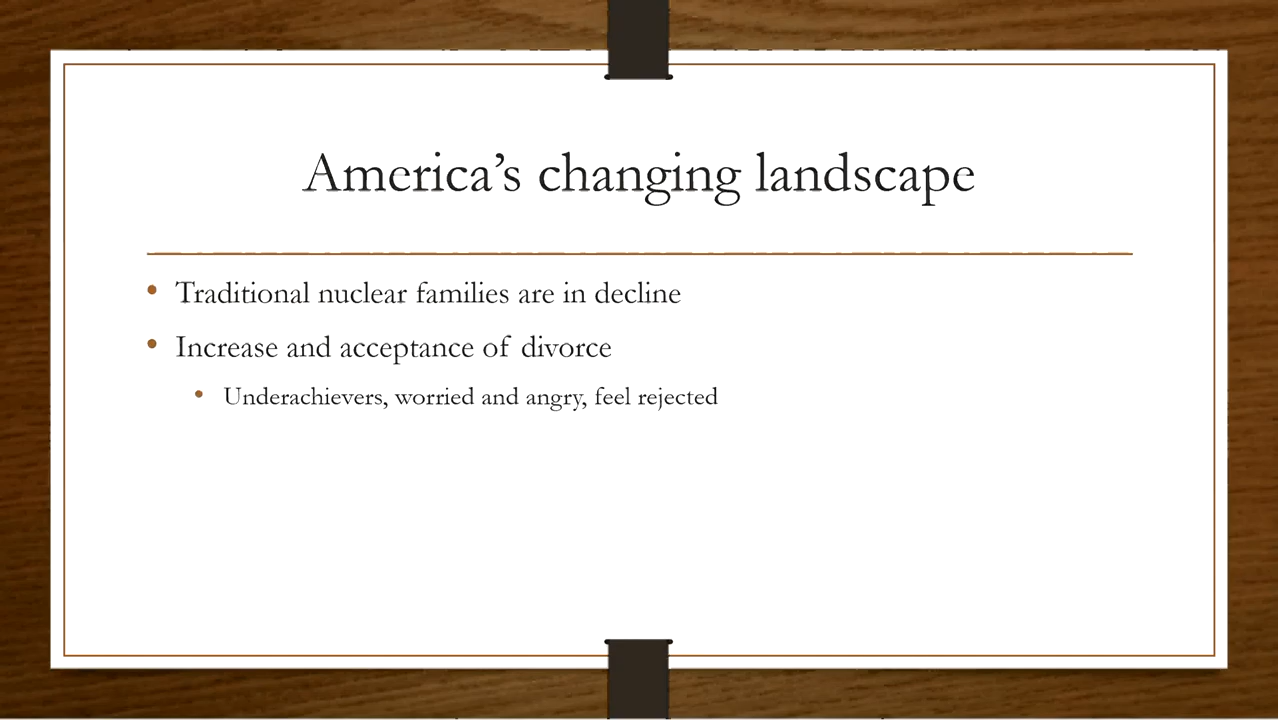 America’s changing landscape
Traditional nuclear families are in decline
Increase and acceptance of divorce
Underachievers, worried and angry, feel rejected